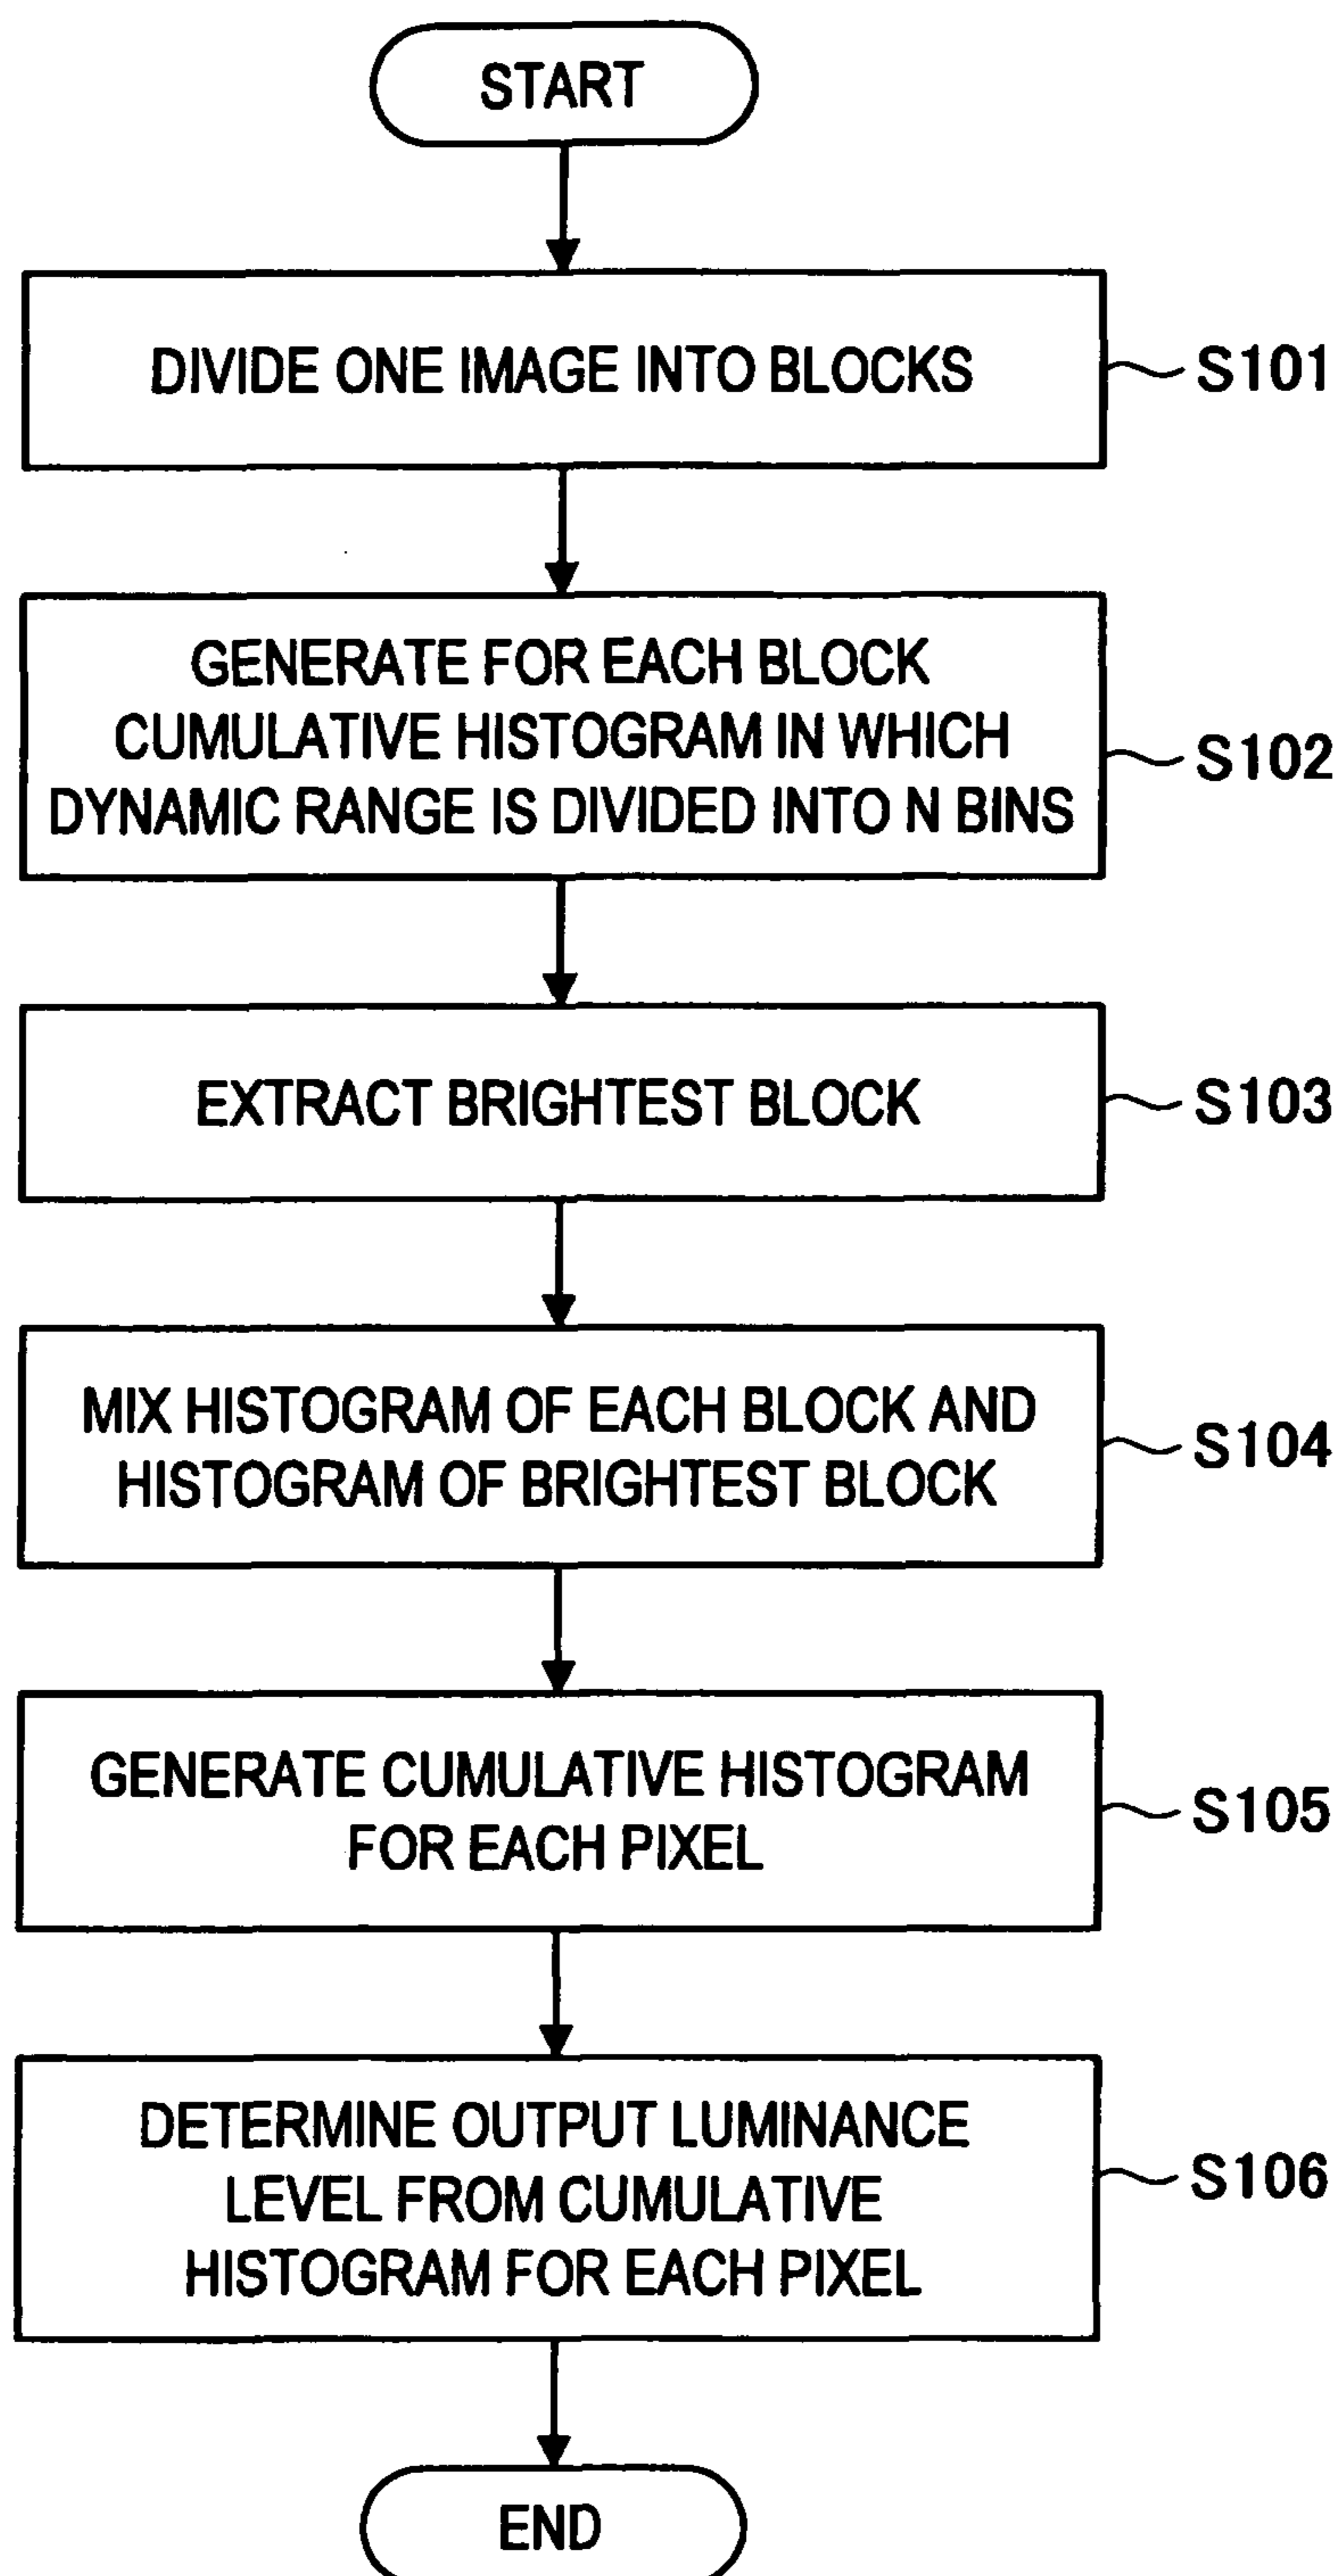 START
DIVIDE ONE IMAGE INTO BLOCKS
S101
GENERATE FOR EACH BLOCK
CUMULATIVE HISTOGRAM IN WHICH
DYNAMIC RANGE IS DIVIDED INTO N BINS
S102
EXTRACT BRIGHTEST BLOCK
S103
MIX HISTOGRAM OF EACH BLOCK AND
HISTOGRAM OF BRIGHTEST BLOCK
S104
GENERATE CUMULATIVE HISTOGRAM
FOR EACH PIXEL
S105
DETERMINE OUTPUT LUMINANCE
LEVEL FROM CUMULATIVE
HISTOGRAM FOR EACH PIXEL
S106
END